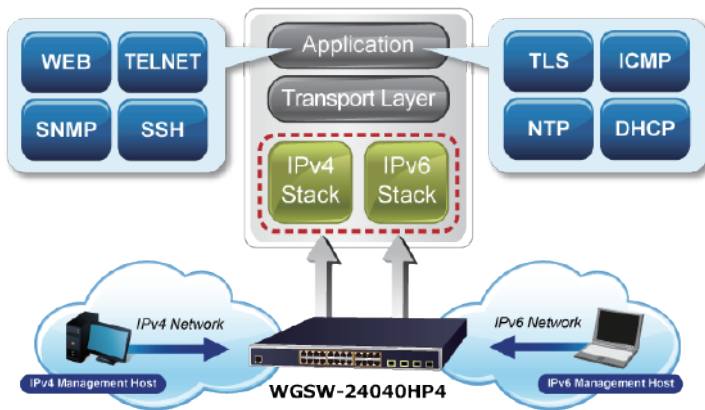 WEB
TELNET
SNMP
SSH
Application
Transport Layer
IPv4
Stack
IPv6
Stack
TLS
ICMP
NTP
DHCP
IPv4 Network
IPv4 Management Host
WGSW-24040HP4
IPv6 Network
IPv6 Management Host